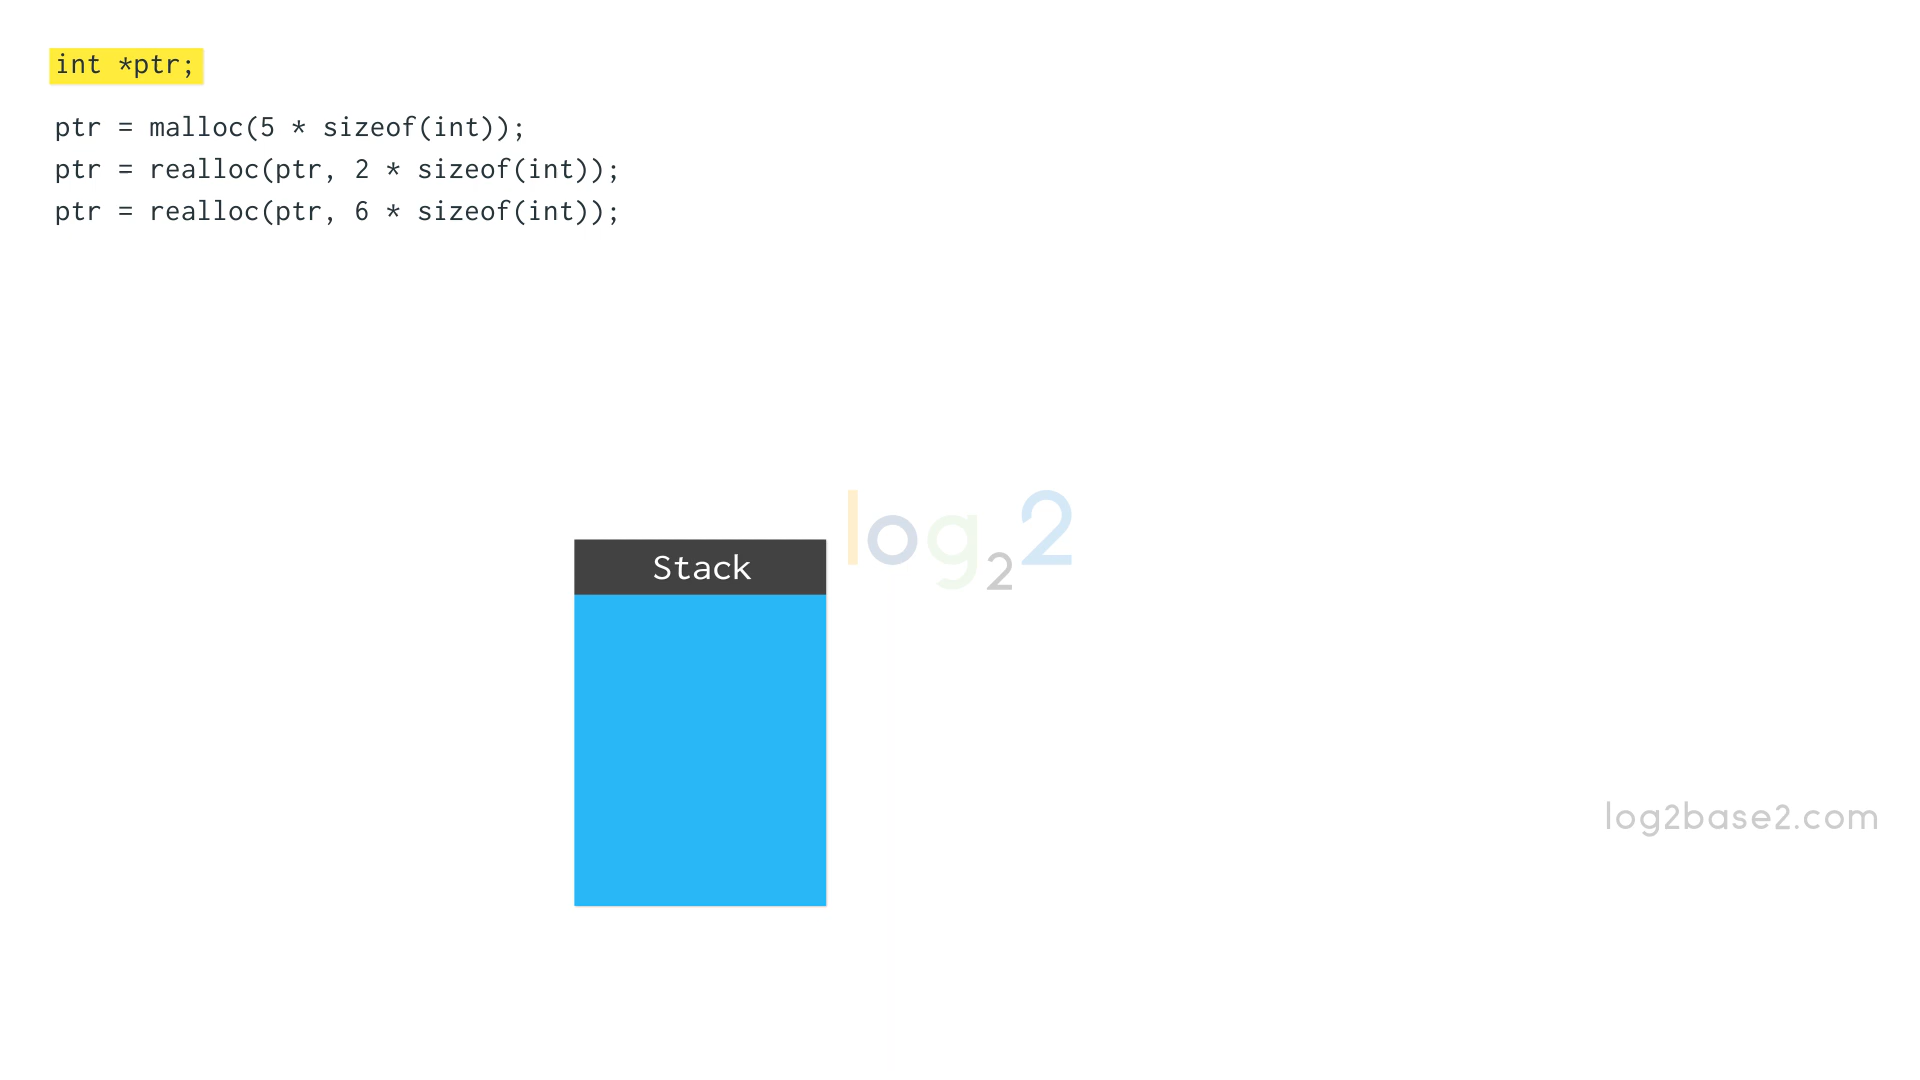 int *ptr;
ptr = malloc(5 * sizeof(int));
ptr = realloc(ptr, 2 * sizeof(int));
ptr = realloc(ptr, 6 * sizeof(int));
log₂2
Stack
log2base2.com